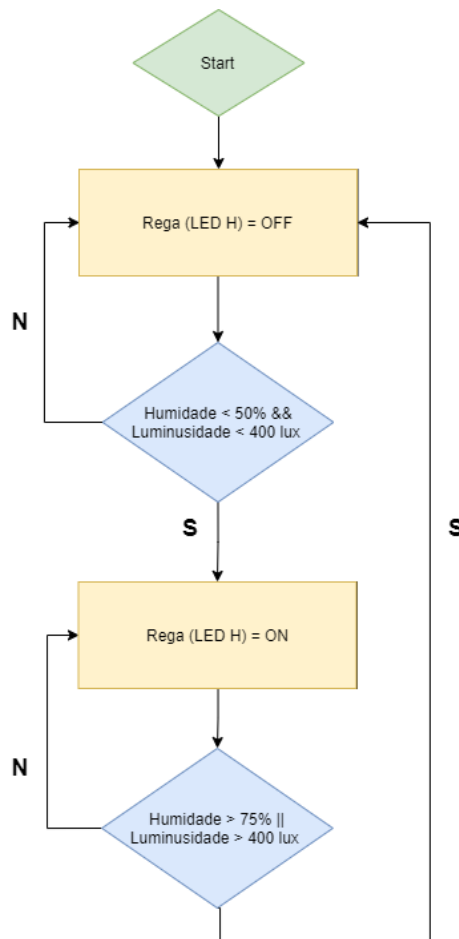 Start
Rega (LED H) = OFF
N
Humidade < 50% &&
Luminusidade < 400 lux
S
S
Rega (LED H) = ON
N
Humidade > 75% ||
Luminusidade > 400 lux